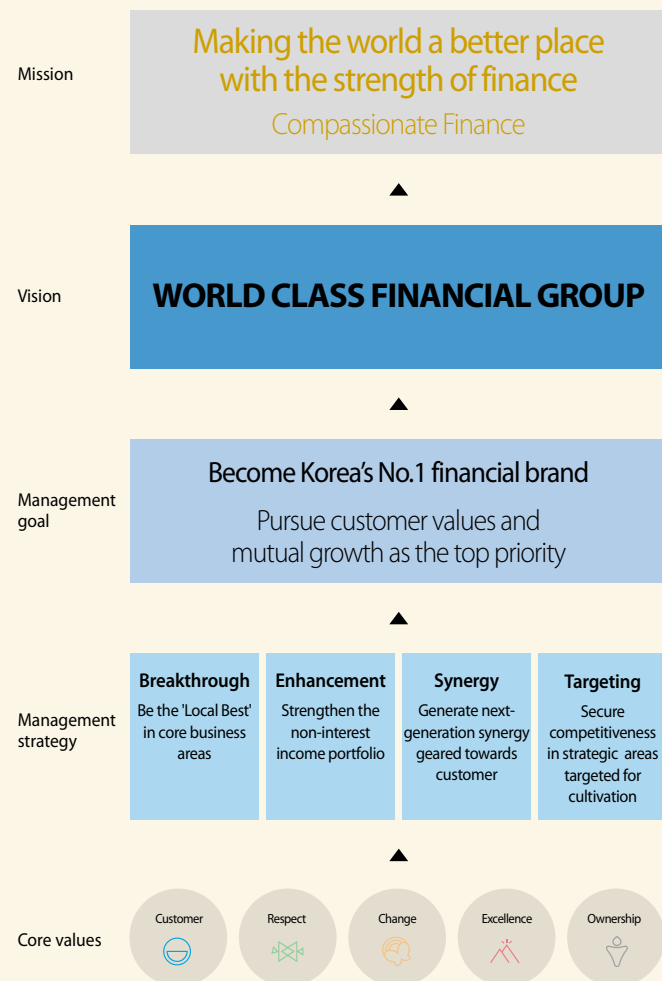 Mission
Making the world a better place
with the strength of finance
Compassionate Finance
Vision
WORLD CLASS FINANCIAL GROUP
Management
goal
Become Korea's No.1 financial brand
Pursue customer values and
mutual growth as the top priority
Management
strategy
Breakthrough
Be the 'Local Best'
in core business
areas
Enhancement
Strengthen the
non-interest
income portfolio
Synergy
Generate next-
generation synergy
geared towards
customer
Targeting
Secure
competitiveness
in strategic areas
targeted for
cultivation
Core values
Customer
Respect
Change
Excellence
Ownership